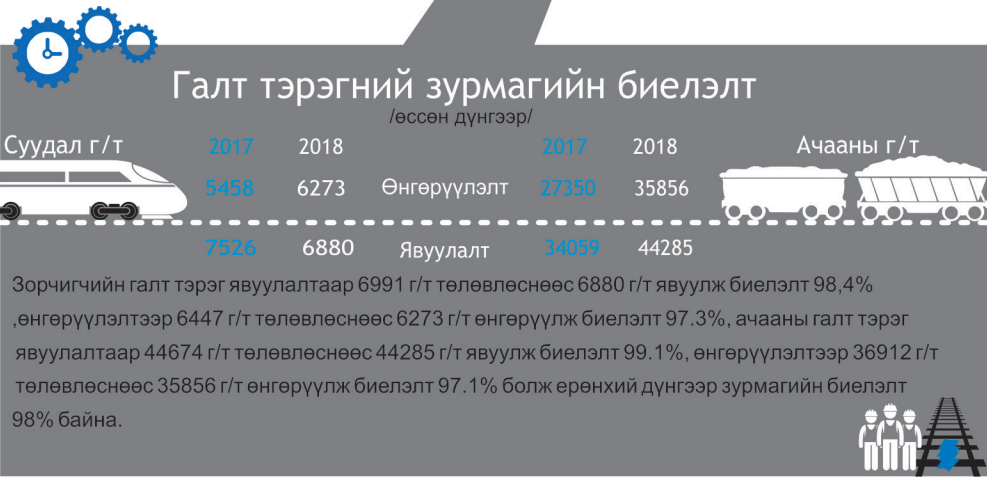 Галт тэрэгний зурмагийн биелэлт
/өссөн дүнгээр/
Суудал г/т 2017 2018 2017 2018 Ачааны г/т
5458 6273 Өнгөрүүлэлт 27350 35856
7526 6880 Явуулалт 34059 44285
Зорчигчийн галт тэрэг явуулалтаар 6991 г/т төлөвлөснөөс 6880 г/т явуулж биелэлт 98,4%
,өнгөрүүлэлтээр 6447 г/т төлөвлөснөөс 6273 г/т өнгөрүүлж биелэлт 97.3%, ачааны галт тэрэг
явуулалтаар 44674 г/т төлөвлөснөөс 44285 г/т явуулж биелэлт 99.1%, өнгөрүүлэлтээр 36912 г/т
төлөвлөснөөс 35856 г/т өнгөрүүлж биелэлт 97.1% болж ерөнхий дүнгээр зурмагийн биелэлт
98% байна.